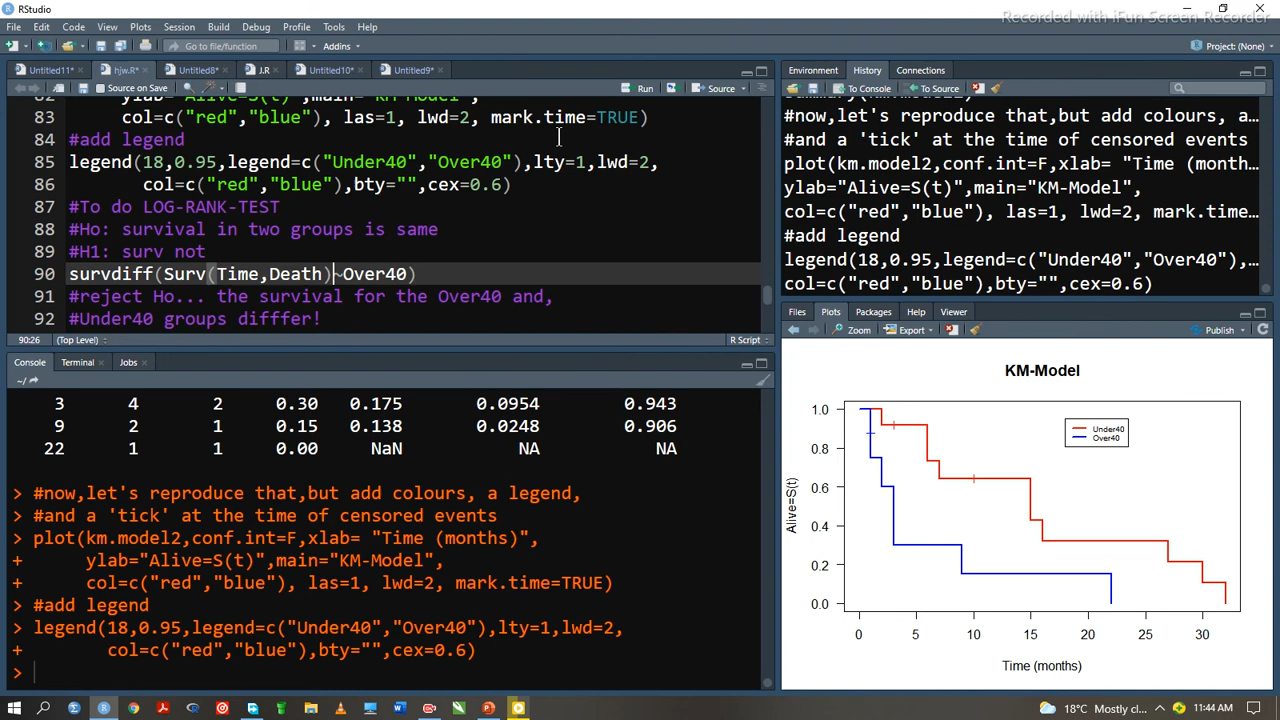 RStudio
Recorded with iFun Screen Recorder
File Edit Code View Plots Session Build Debug Profile Tools Help
Go to file/function Addins
Project: (None)
Untitled11* hjw.R* Untitled8* J.R Untitled10* Untitled9*
Source on Save Run Source
82 ylab="Alive=S(t)",main="KM-Model",
83 col=c("red","blue"), las=1, lwd=2, mark.time=TRUE)
84 #add legend
85 legend(18,0.95,legend=c("Under40","Over40"),lty=1,lwd=2,
86 col=c("red","blue"),bty="",cex=0.6)
87 #To do LOG-RANK-TEST
88 #Ho: survival in two groups is same
89 #H1: surv not
90 survdiff(Surv(Time,Death)~Over40)
91 #reject Ho... the survival for the Over40 and,
92 #Under40 groups difffer!
90:26 (Top Level) R Script
Console Terminal Jobs
~/
3 4 2 0.30 0.175 0.0954 0.943
9 2 1 0.15 0.138 0.0248 0.906
22 1 1 0.00 NaN NA NA
> #now,let's reproduce that,but add colours, a legend,
> #and a 'tick' at the time of censored events
> plot(km.model2,conf.int=F,xlab= "Time (months)",
+ ylab="Alive=S(t)",main="KM-Model",
+ col=c("red","blue"), las=1, lwd=2, mark.time=TRUE)
> #add legend
> legend(18,0.95,legend=c("Under40","Over40"),lty=1,lwd=2,
+ col=c("red","blue"),bty="",cex=0.6)
>
Environment History Connections
To Console To Source
#now,let's reproduce that,but add colours, a…
#and a 'tick' at the time of censored events
plot(km.model2,conf.int=F,xlab= "Time (month…
ylab="Alive=S(t)",main="KM-Model",
col=c("red","blue"), las=1, lwd=2, mark.time…
#add legend
legend(18,0.95,legend=c("Under40","Over40"),…
col=c("red","blue"),bty="",cex=0.6)
Files Plots Packages Help Viewer
Zoom Export Publish
KM-Model
Under40
Over40
Alive=S(t)
1.0
0.8
0.6
0.4
0.2
0.0
0 5 10 15 20 25 30
Time (months)
18°C Mostly cl... 11:44 AM